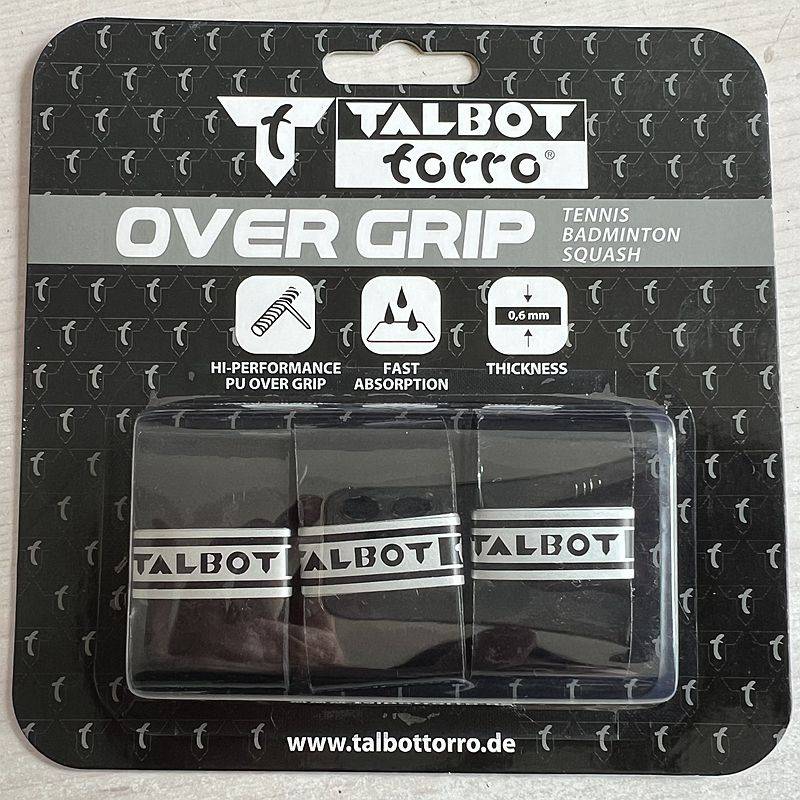 TALBOT
torro®
OVER GRIP
TENNIS
BADMINTON
SQUASH
0,6 mm
HI-PERFORMANCE
PU OVER GRIP
FAST
ABSORPTION
THICKNESS
TALBOT
TALBOT
TALBOT
www.talbottorro.de